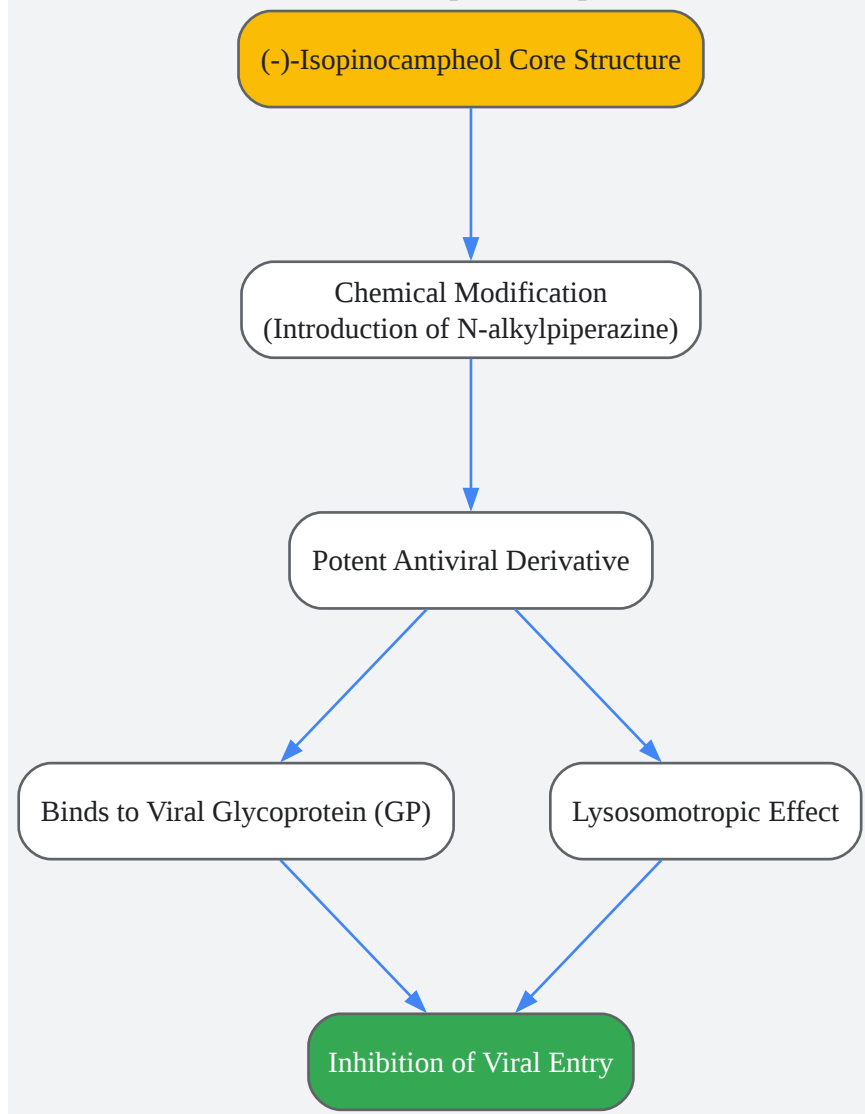 (-)-Isopinocampheol Core Structure
Chemical Modification
(Introduction of N-alkylpiperazine)
Potent Antiviral Derivative
Binds to Viral Glycoprotein (GP)
Lysosomotropic Effect
Inhibition of Viral Entry